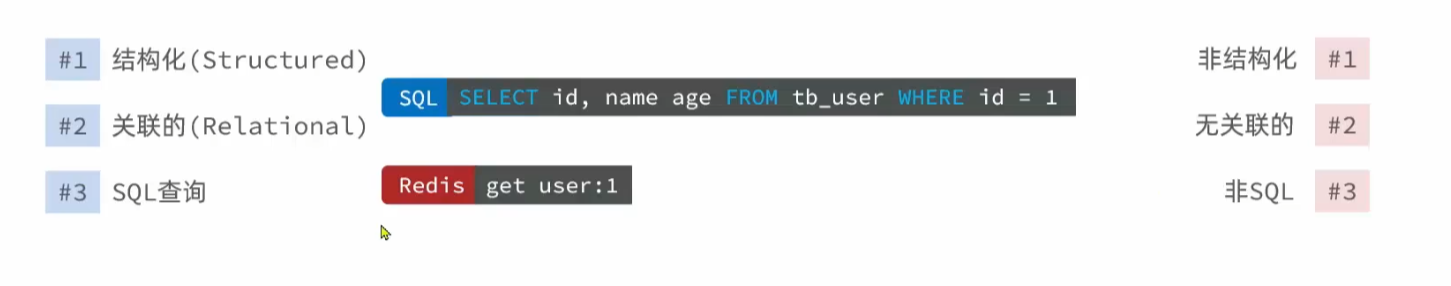 #1 结构化(Structured)
#2 关联的(Relational)
#3 SQL查询
SQL SELECT id, name age FROM tb_user WHERE id = 1
Redis get user:1
非结构化 #1
无关联的 #2
非SQL #3